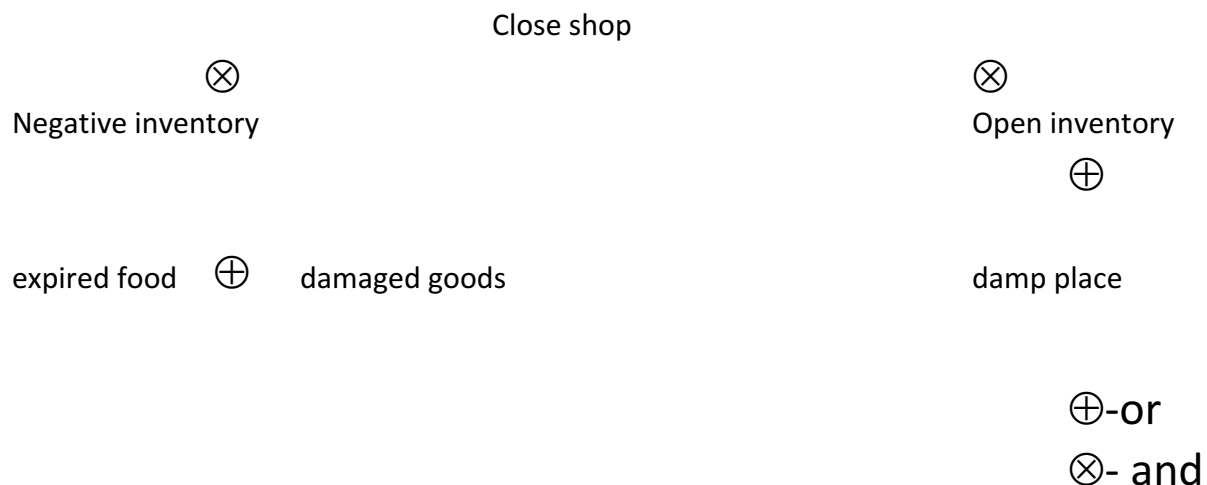 Close shop
⊗ ⊗
Negative inventory Open inventory
⊕
expired food ⊕ damaged goods damp place
⊕-or
⊗- and